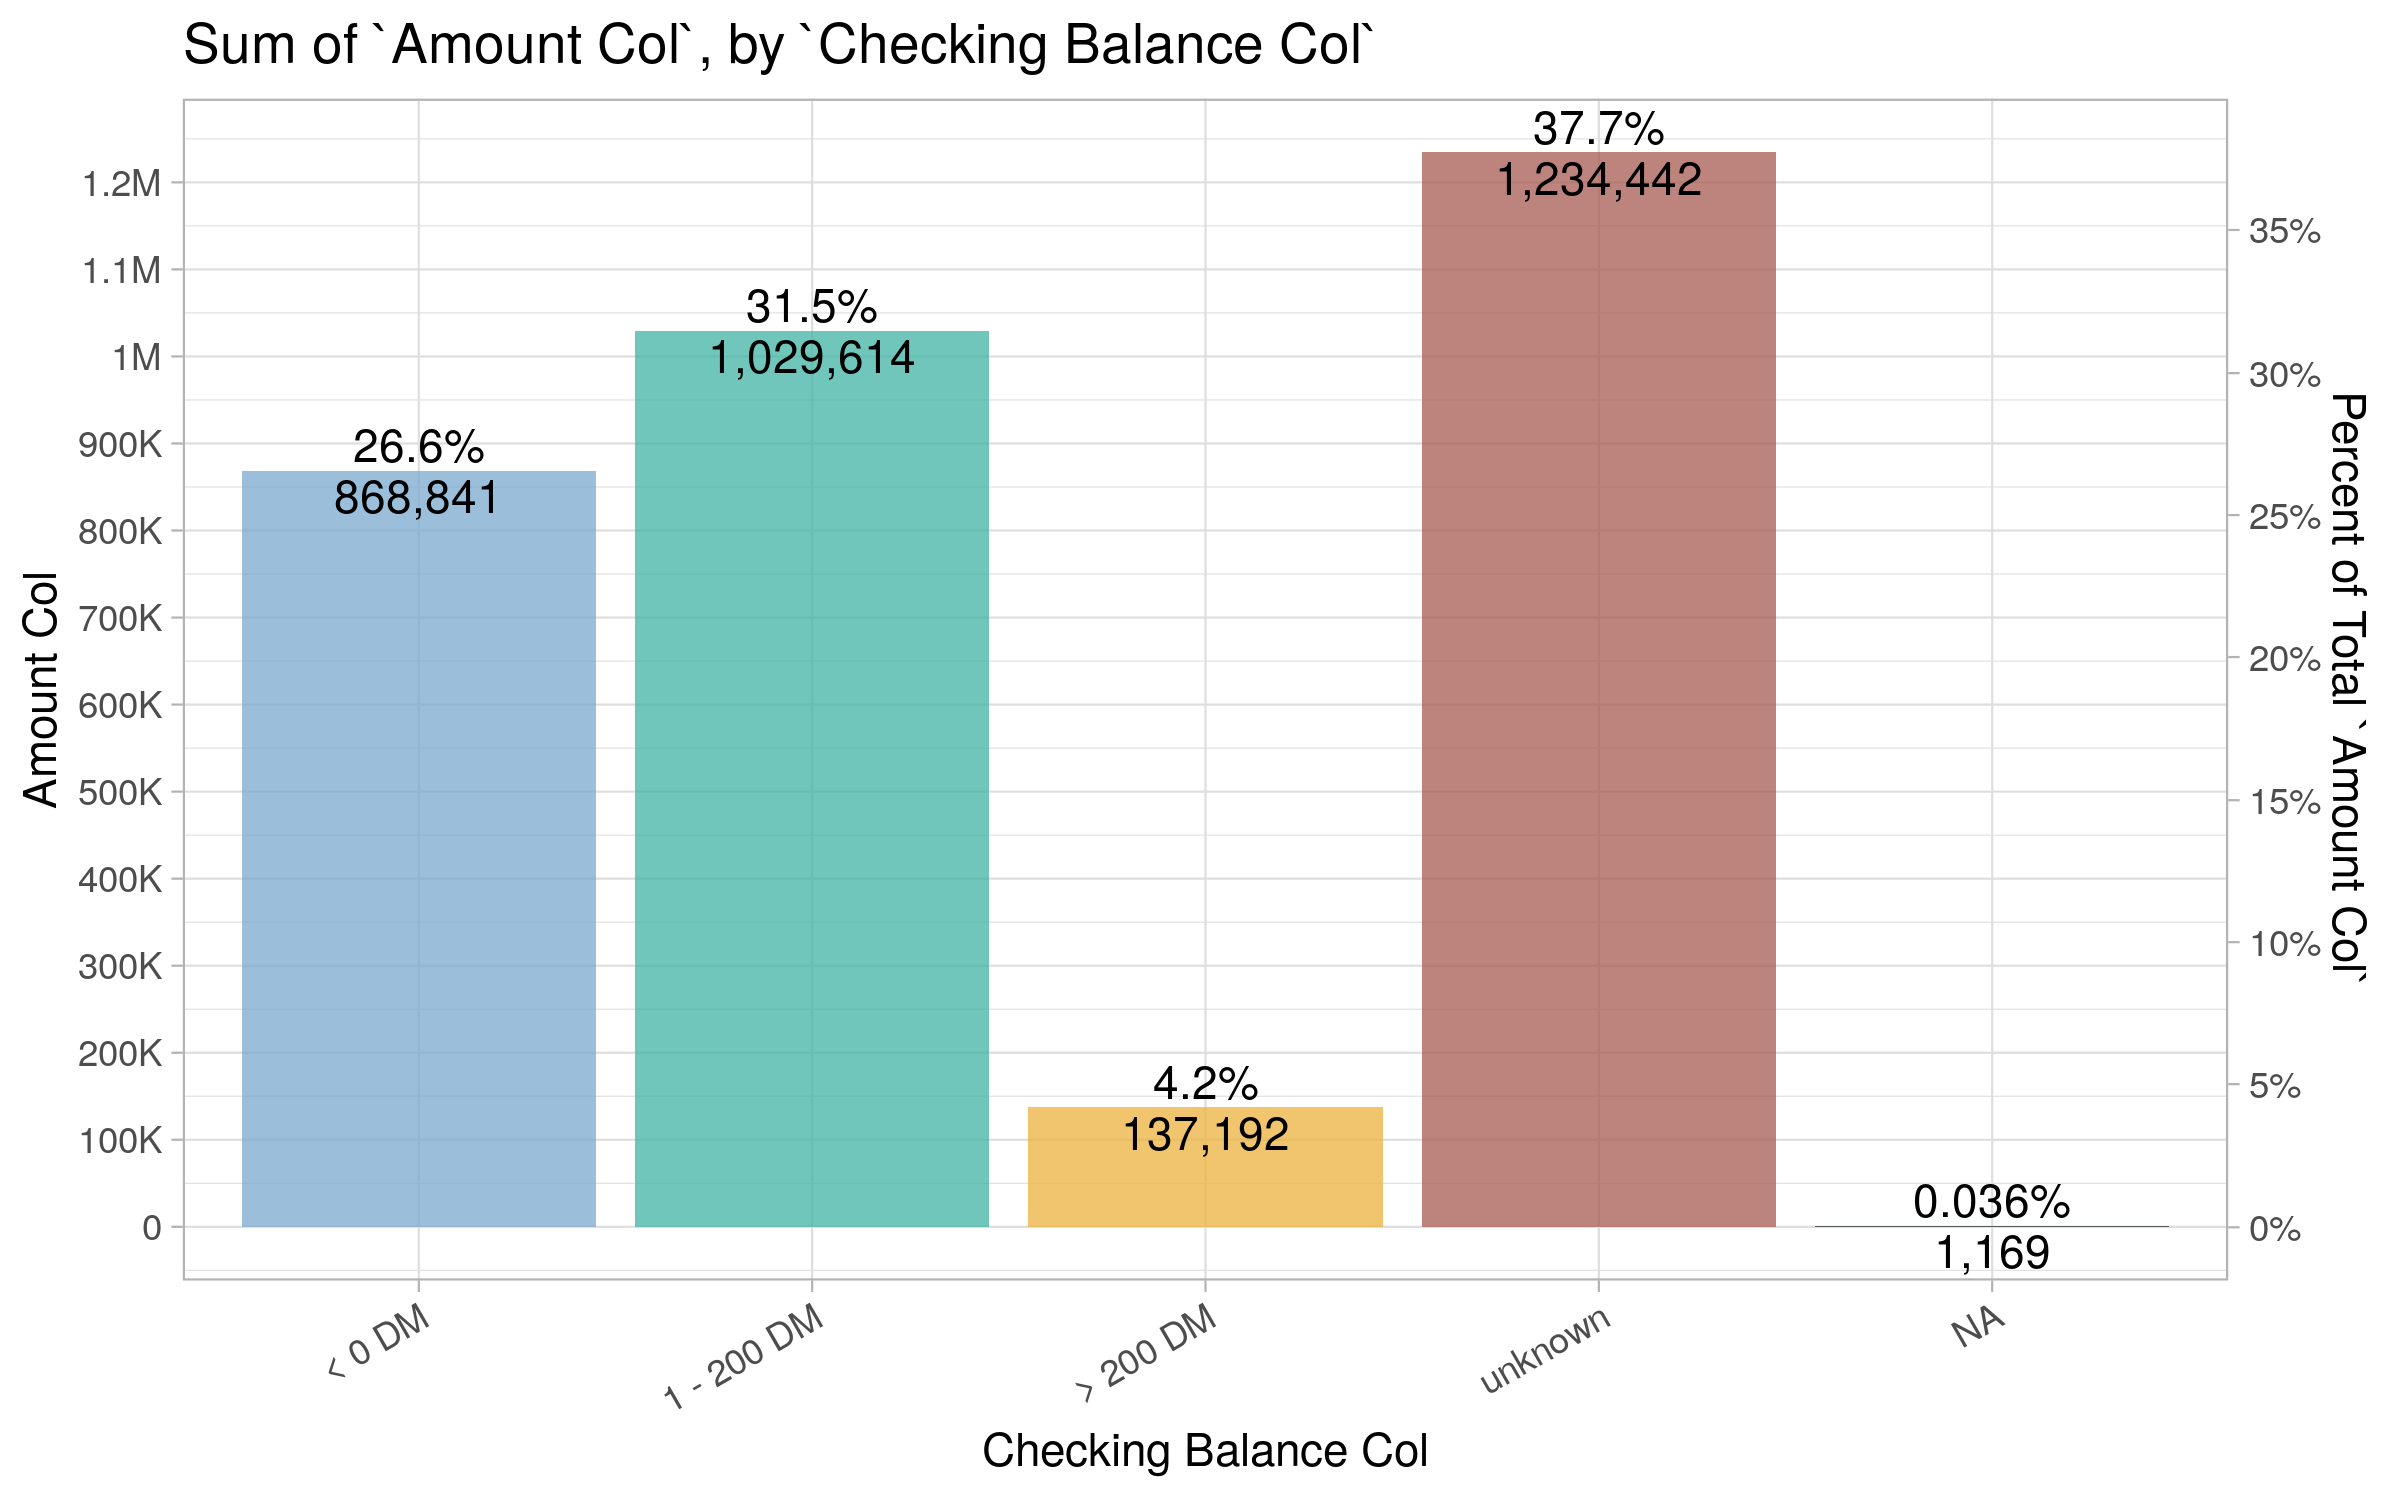 Sum of `Amount Col`, by `Checking Balance Col`
37.7%
1,234,442
31.5%
1,029,614
26.6%
868,841
4.2%
137,192
0.036%
1,169
1.2M
1.1M
1M
900K
800K
700K
600K
500K
400K
300K
200K
100K
0
Amount Col
35%
30%
25%
20%
15%
10%
5%
0%
Percent of Total `Amount Col`
< 0 DM
1 - 200 DM
> 200 DM
unknown
NA
Checking Balance Col